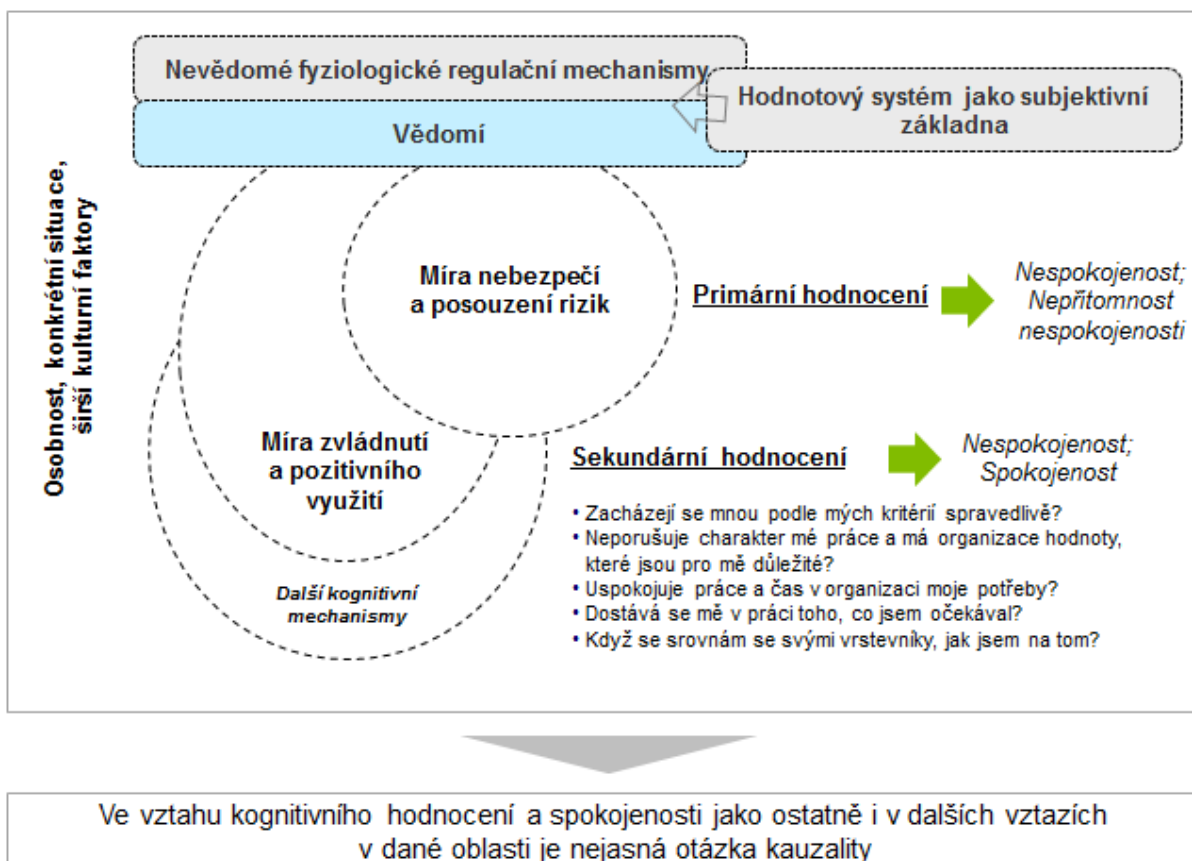 Nevědomé fyziologické regulační mechanismy
Hodnotový systém jako subjektivní
základna
Vědomí
Osobnost, konkrétní situace,
širší kulturní faktory
Míra nebezpečí
a posouzení rizik
Primární hodnocení
Nespokojenost;
Nepřítomnost
nespokojenosti
Míra zvládnutí
a pozitivního
využití
Sekundární hodnocení
Nespokojenost;
Spokojenost
• Zacházejí se mnou podle mých kritérií spravedlivě?
• Neporušuje charakter mé práce a má organizace hodnoty,
které jsou pro mě důležité?
• Uspokojuje práce a čas v organizaci moje potřeby?
• Dostává se mě v práci toho, co jsem očekával?
• Když se srovnám se svými vrstevníky, jak jsem na tom?
Další kognitivní
mechanismy
Ve vztahu kognitivního hodnocení a spokojenosti jako ostatně i v dalších vztazích
v dané oblasti je nejasná otázka kauzality